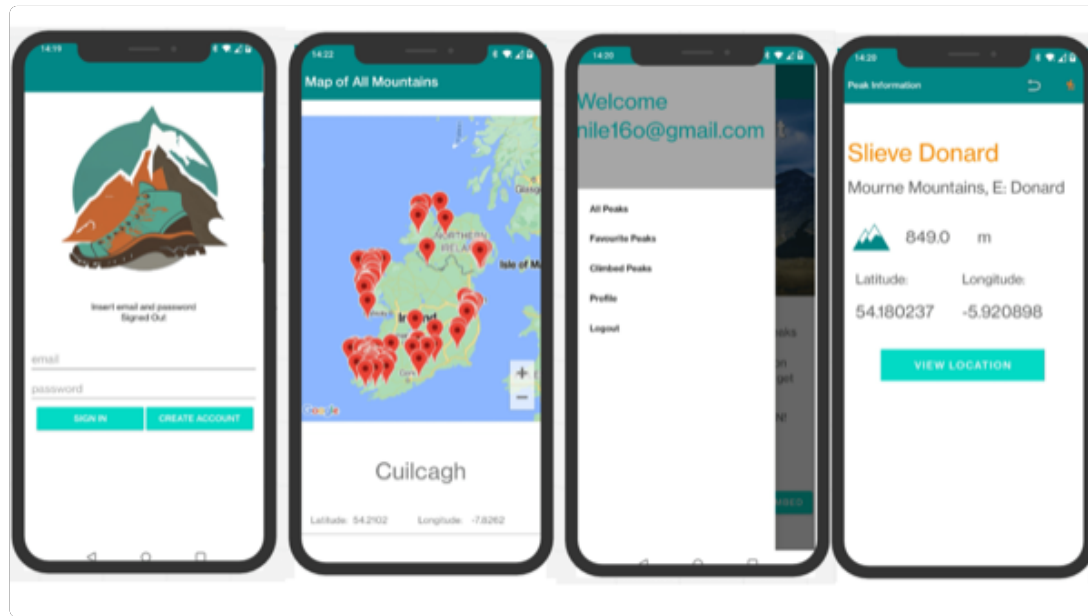 14:19
Insert email and password
Signed Out
email
password
SIGN IN
CREATE ACCOUNT
14:22
Map of All Mountains
Glasg
NORTHERN
IREL
Isle of M
Google
+
−
Cuilcagh
Latitude: 54.2102 Longitude: -7.8262
14:20
Welcome
nile16o@gmail.com
All Peaks
Favourite Peaks
Climbed Peaks
Profile
Logout
14:20
Peak Information
Slieve Donard
Mourne Mountains, E: Donard
849.0 m
Latitude: Longitude:
54.180237 -5.920898
VIEW LOCATION